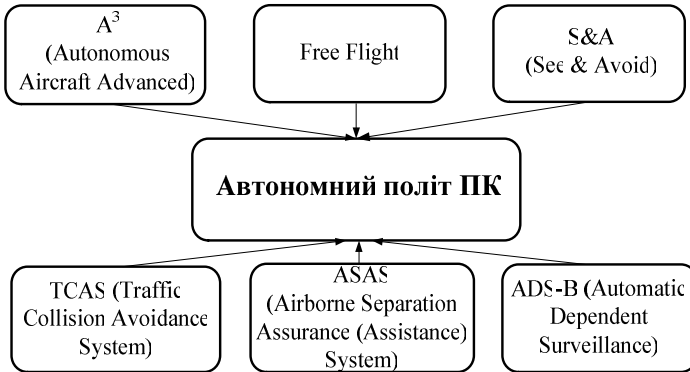 A³
(Autonomous
Aircraft Advanced)
Free Flight
S&A
(See & Avoid)
Автономний політ ПК
TCAS (Traffic
Collision Avoidance
System)
ASAS
(Airborne Separation
Assurance (Assistance)
System)
ADS-B (Automatic
Dependent
Surveillance)